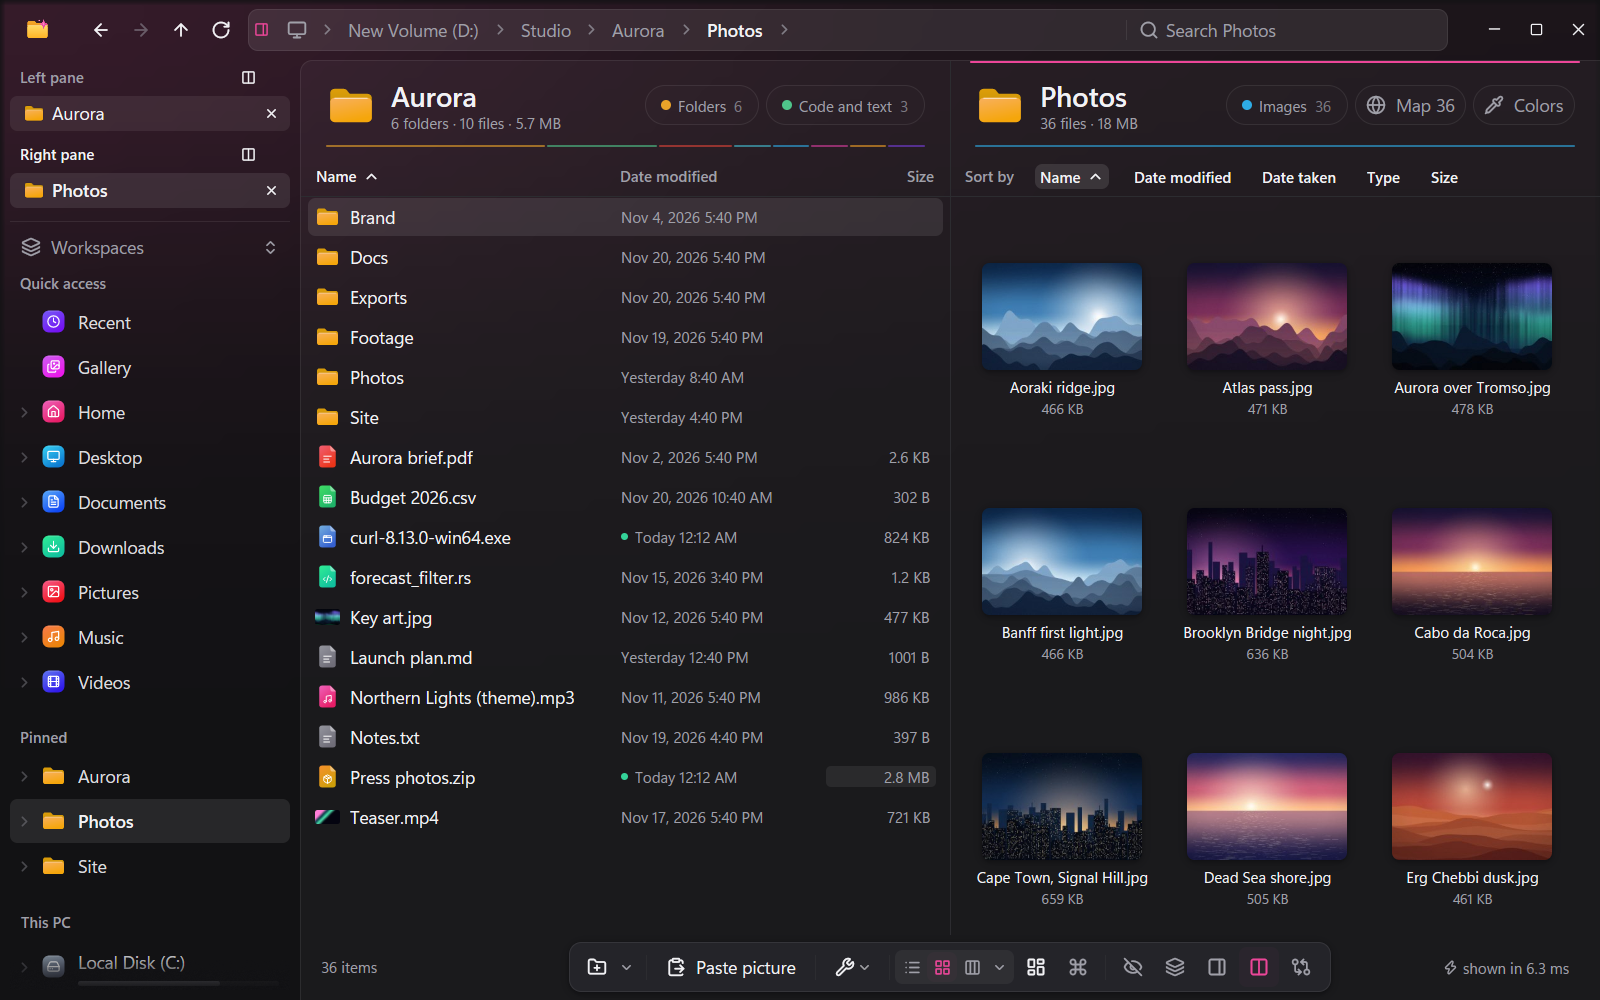 New Volume (D:)
Studio
Aurora
Photos
Search Photos
Left pane
Aurora
Right pane
Photos
Workspaces
Quick access
Recent
Gallery
Home
Desktop
Documents
Downloads
Pictures
Music
Videos
Pinned
Aurora
Photos
Site
This PC
Local Disk (C:)
Aurora
6 folders · 10 files · 5.7 MB
Folders 6
Code and text 3
Name
Date modified
Size
Brand Nov 4, 2026 5:40 PM
Docs Nov 20, 2026 5:40 PM
Exports Nov 20, 2026 5:40 PM
Footage Nov 19, 2026 5:40 PM
Photos Yesterday 8:40 AM
Site Yesterday 4:40 PM
Aurora brief.pdf Nov 2, 2026 5:40 PM 2.6 KB
Budget 2026.csv Nov 20, 2026 10:40 AM 302 B
curl-8.13.0-win64.exe Today 12:12 AM 824 KB
forecast_filter.rs Nov 15, 2026 3:40 PM 1.2 KB
Key art.jpg Nov 12, 2026 5:40 PM 477 KB
Launch plan.md Yesterday 12:40 PM 1001 B
Northern Lights (theme).mp3 Nov 11, 2026 5:40 PM 986 KB
Notes.txt Nov 19, 2026 4:40 PM 397 B
Press photos.zip Today 12:12 AM 2.8 MB
Teaser.mp4 Nov 17, 2026 5:40 PM 721 KB
Photos
36 files · 18 MB
Images 36
Map 36
Colors
Sort by
Name
Date modified
Date taken
Type
Size
Aoraki ridge.jpg
466 KB
Atlas pass.jpg
471 KB
Aurora over Tromso.jpg
478 KB
Banff first light.jpg
466 KB
Brooklyn Bridge night.jpg
636 KB
Cabo da Roca.jpg
504 KB
Cape Town, Signal Hill.jpg
659 KB
Dead Sea shore.jpg
505 KB
Erg Chebbi dusk.jpg
461 KB
36 items
Paste picture
shown in 6.3 ms